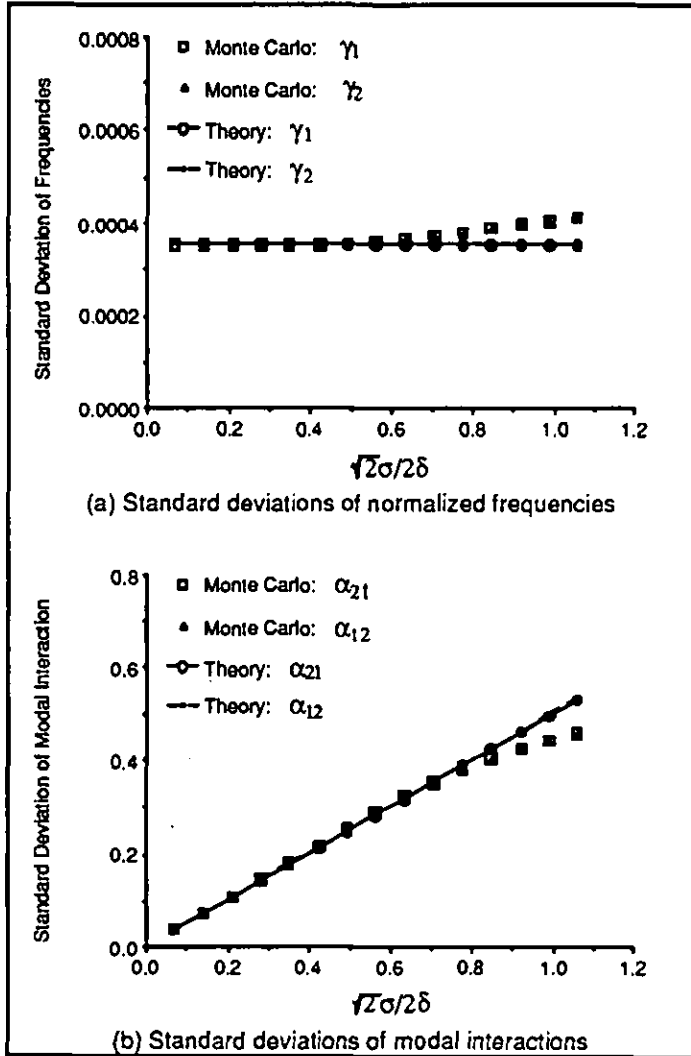 0.0008
0.0006
0.0004
0.0002
0.0000
Standard Deviation of Frequencies
Monte Carlo: γ1
Monte Carlo: γ2
Theory: γ1
Theory: γ2
0.0 0.2 0.4 0.6 0.8 1.0 1.2
√2σ/2δ
(a) Standard deviations of normalized frequencies
0.8
0.6
0.4
0.2
0.0
Standard Deviation of Modal Interaction
Monte Carlo: α21
Monte Carlo: α12
Theory: α21
Theory: α12
0.0 0.2 0.4 0.6 0.8 1.0 1.2
√2σ/2δ
(b) Standard deviations of modal interactions